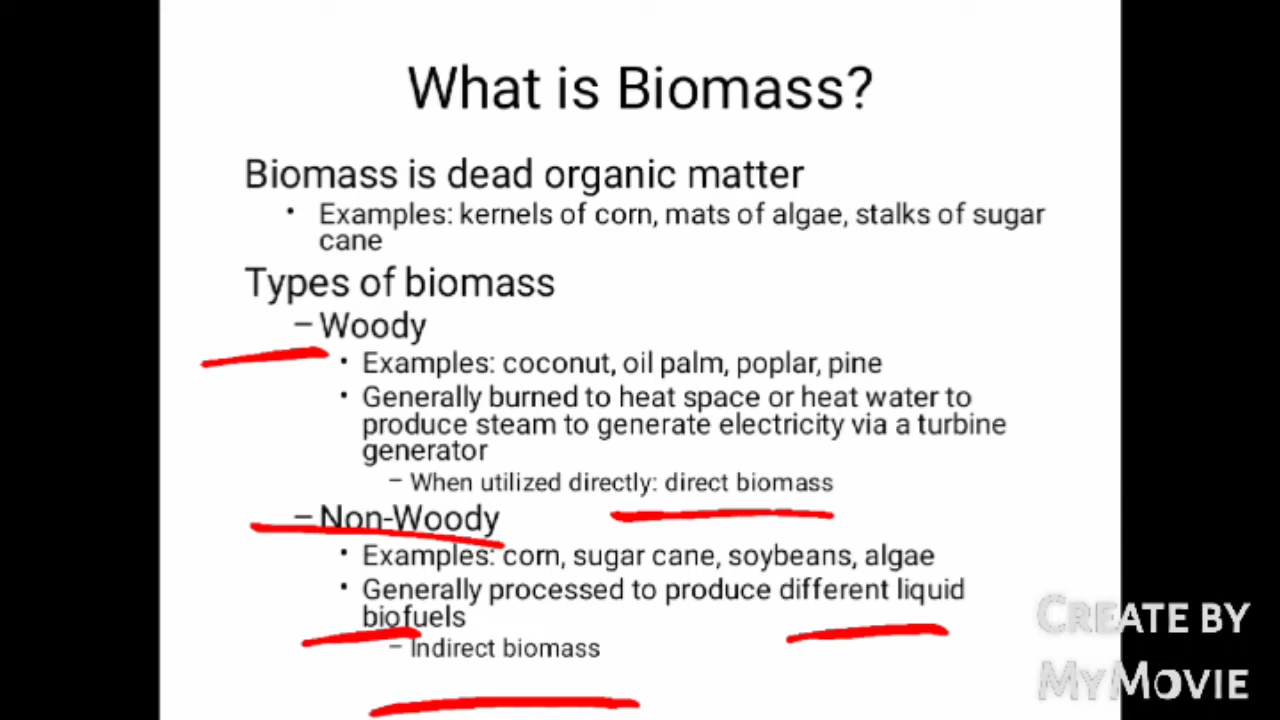 What is Biomass?
Biomass is dead organic matter
• Examples: kernels of corn, mats of algae, stalks of sugar
cane
Types of biomass
– Woody
• Examples: coconut, oil palm, poplar, pine
• Generally burned to heat space or heat water to
produce steam to generate electricity via a turbine
generator
– When utilized directly: direct biomass
– Non-Woody
• Examples: corn, sugar cane, soybeans, algae
• Generally processed to produce different liquid
biofuels
– Indirect biomass
CREATE BY
MYMOVIE